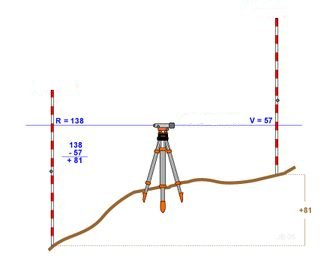 R = 138
V = 57
138
- 57
+ 81
+81